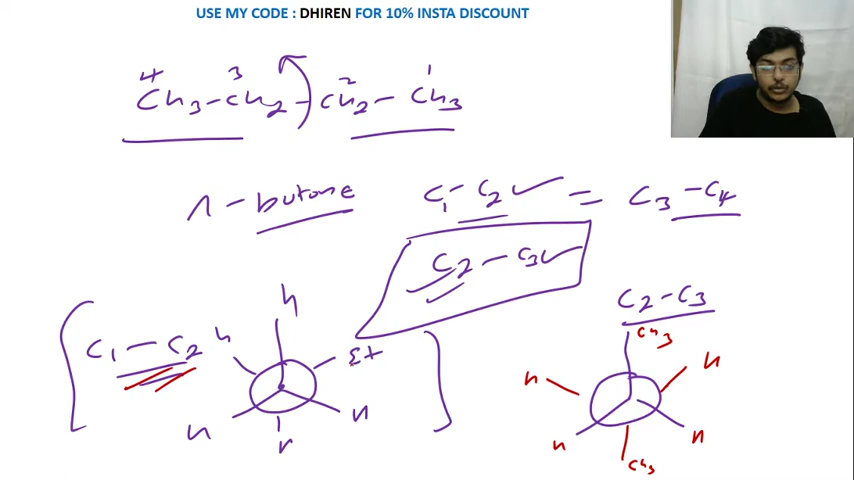 USE MY CODE : DHIREN FOR 10% INSTA DISCOUNT
4 3 2 1
CH3-CH2-CH2-CH3
n-butane C1-C2 = C3-C4
C2-C3
C2-C3
H CH3
C1-C2 H Et
H H
H H
H H
H CH3